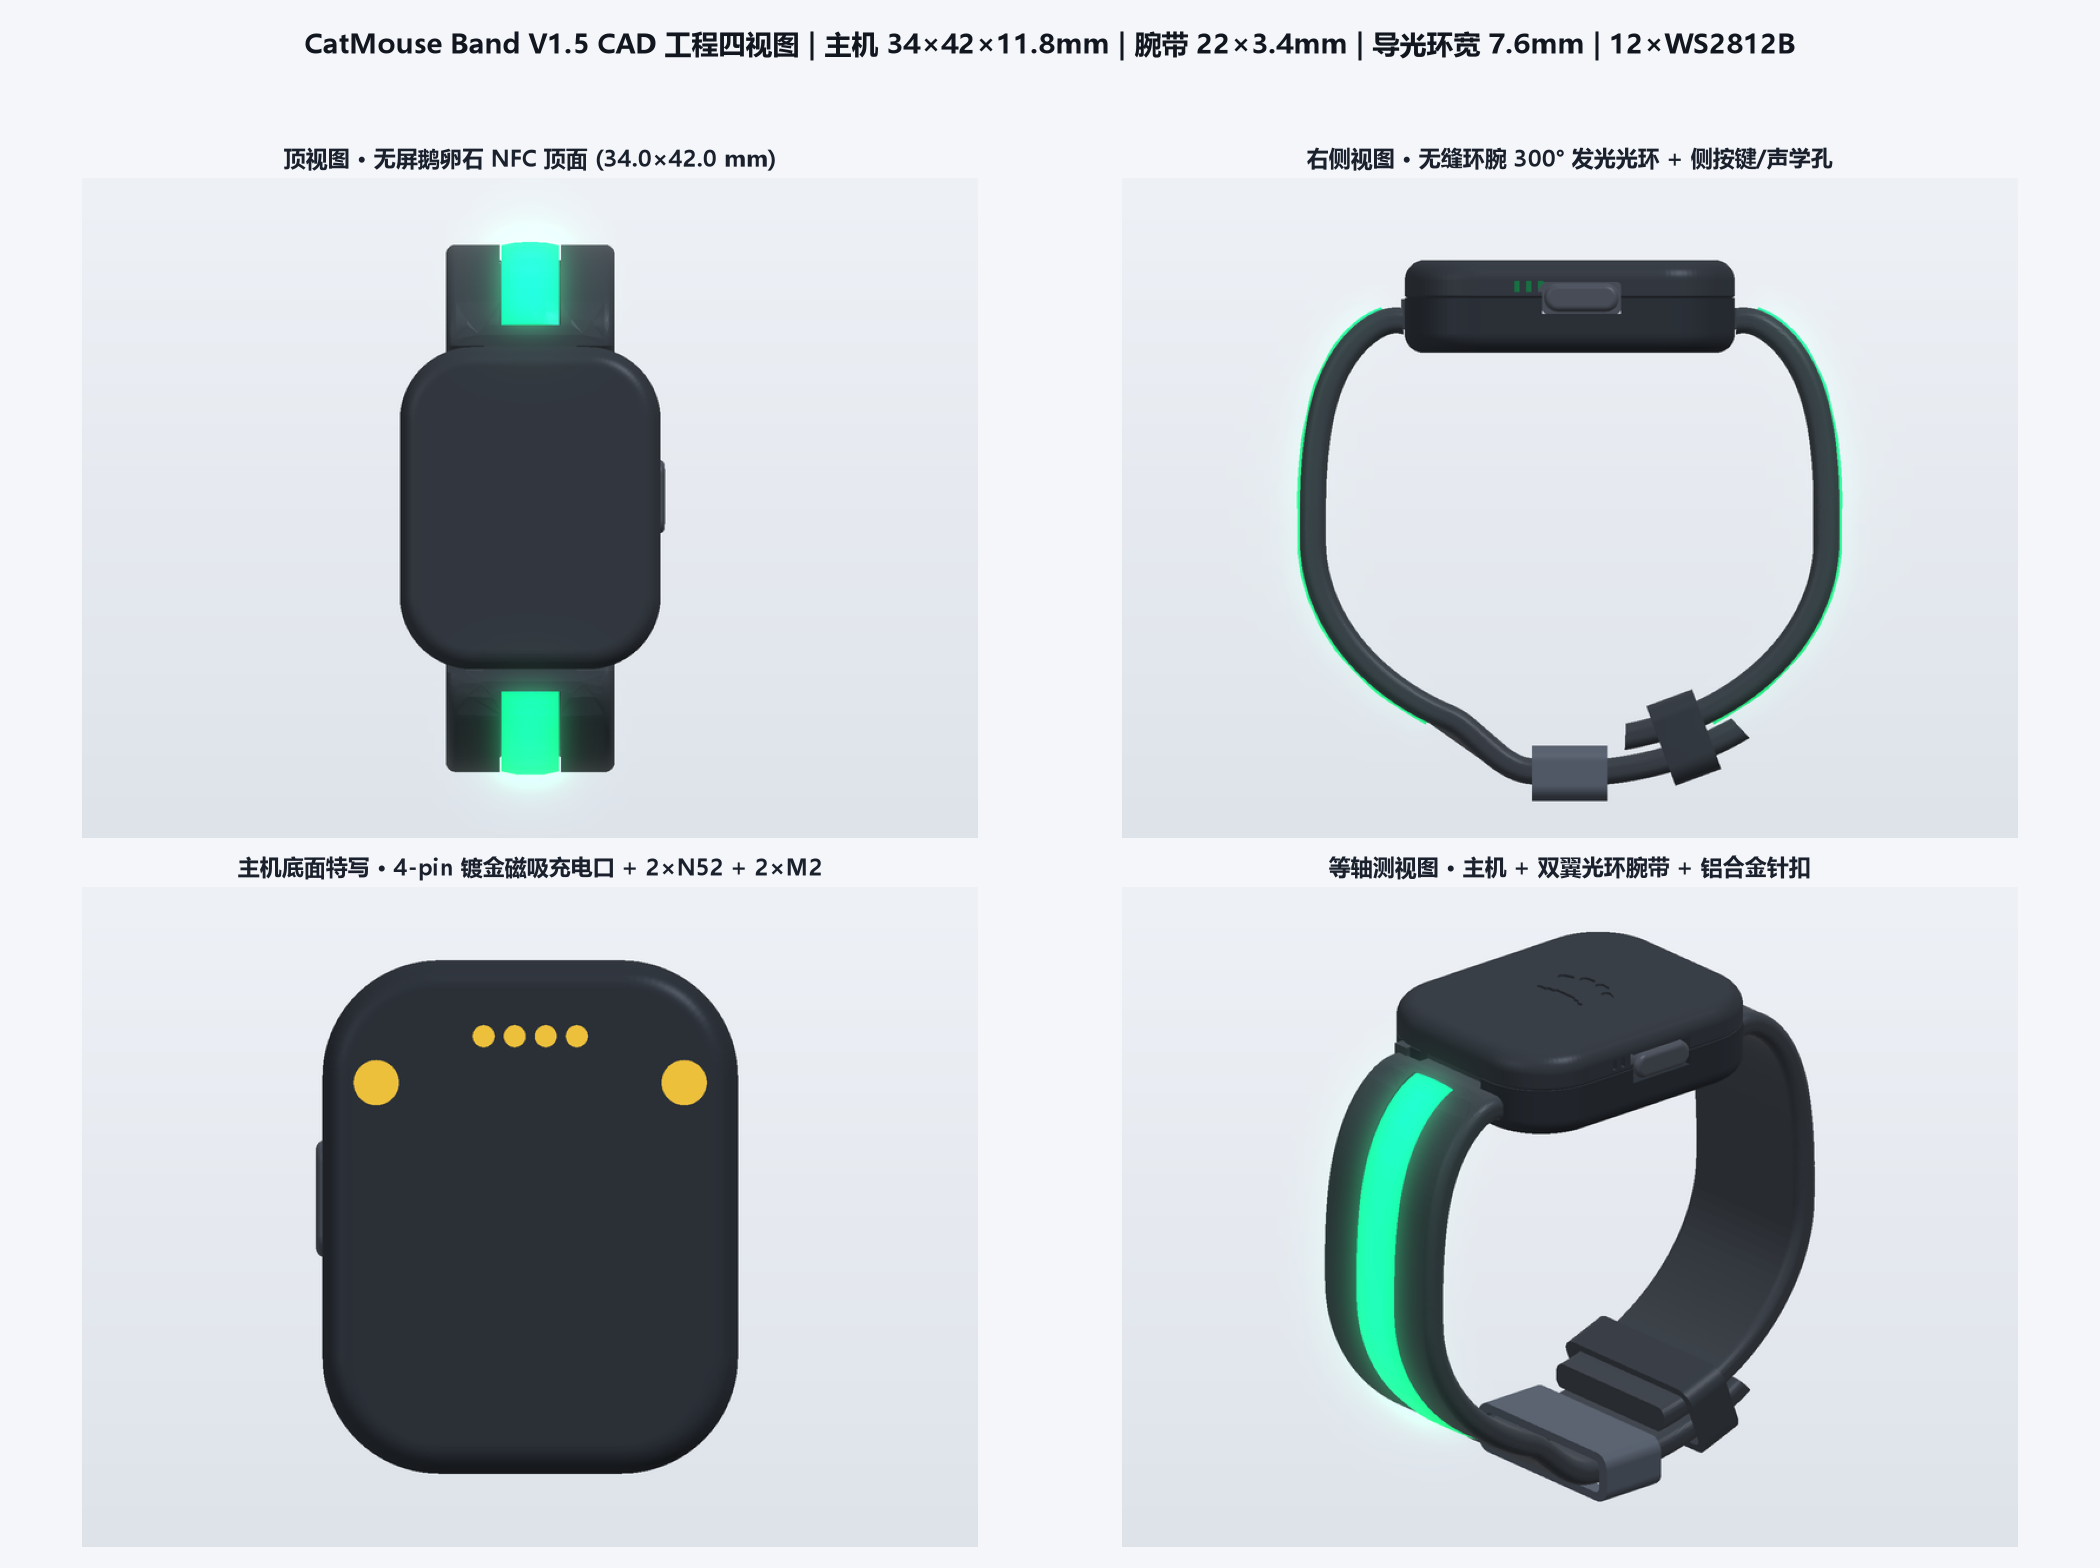 CatMouse Band V1.5 CAD 工程四视图 | 主机 34×42×11.8mm | 腕带 22×3.4mm | 导光环宽 7.6mm | 12×WS2812B
顶视图 • 无屏鹅卵石 NFC 顶面 (34.0×42.0 mm)
右侧视图 • 无缝环腕 300° 发光光环 + 侧按键/声学孔
主机底面特写 • 4-pin 镀金磁吸充电口 + 2×N52 + 2×M2
等轴测视图 • 主机 + 双翼光环腕带 + 铝合金针扣